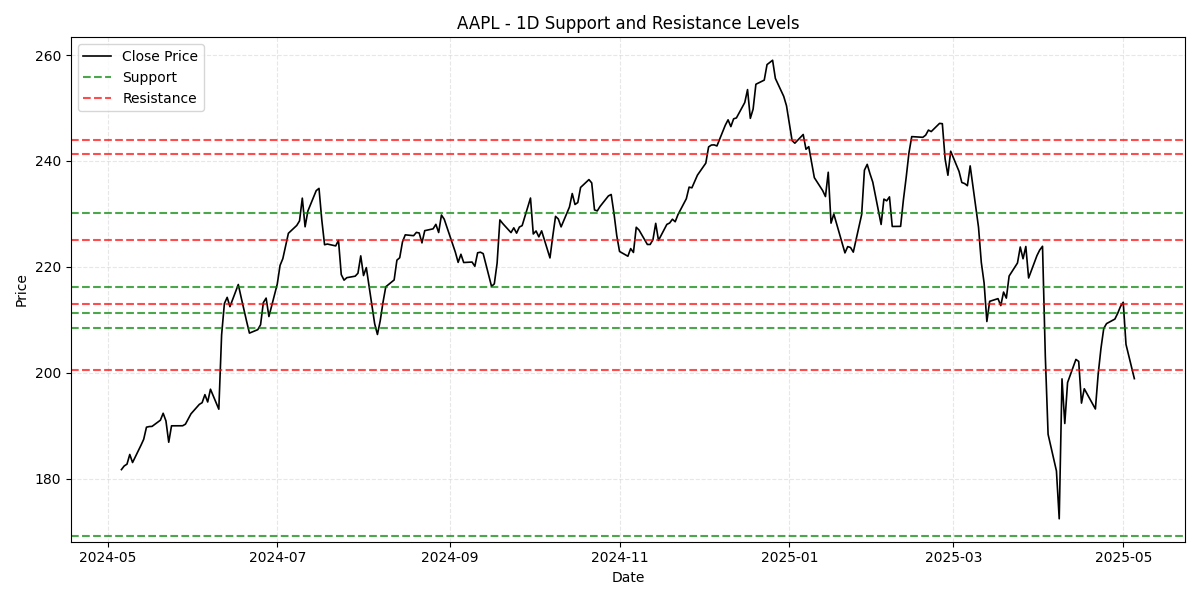 AAPL - 1D Support and Resistance Levels
Close Price
Support
Resistance
260
240
220
200
180
Price
2024-05
2024-07
2024-09
2024-11
2025-01
2025-03
2025-05
Date